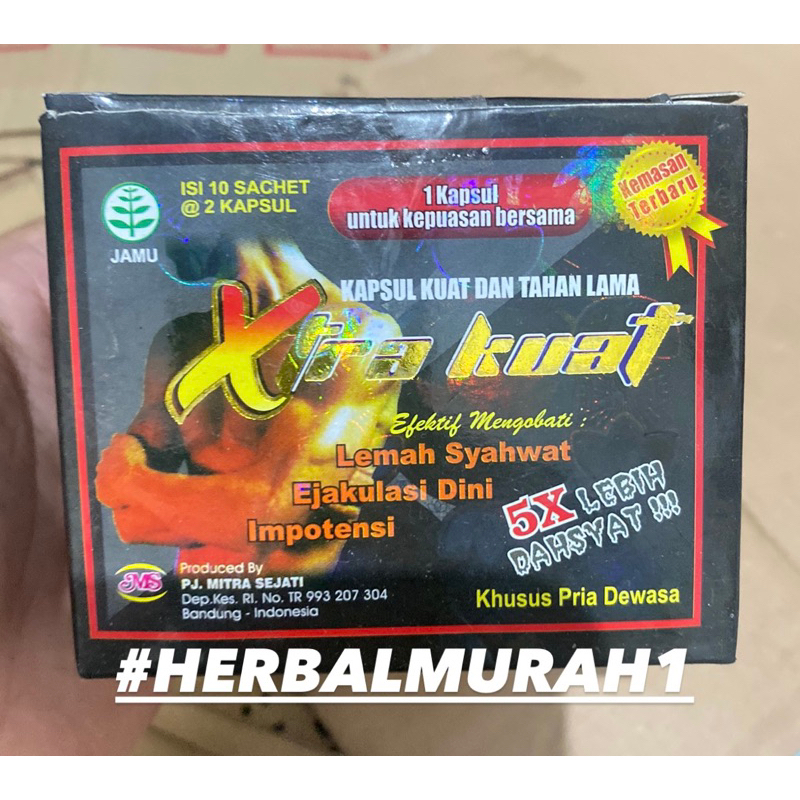 ISI 10 SACHET
@ 2 KAPSUL
JAMU
1 Kapsul
untuk kepuasan bersama
Kemasan
Terbaru
KAPSUL KUAT DAN TAHAN LAMA
Xtra kuat
Efektif Mengobati :
Lemah Syahwat
Ejakulasi Dini
Impotensi
5X LEBIH
DAHSYAT !!!
MS
Produced By
PJ. MITRA SEJATI
Dep.Kes. RI. No. TR 993 207 304
Bandung - Indonesia
Khusus Pria Dewasa
#HERBALMURAH1